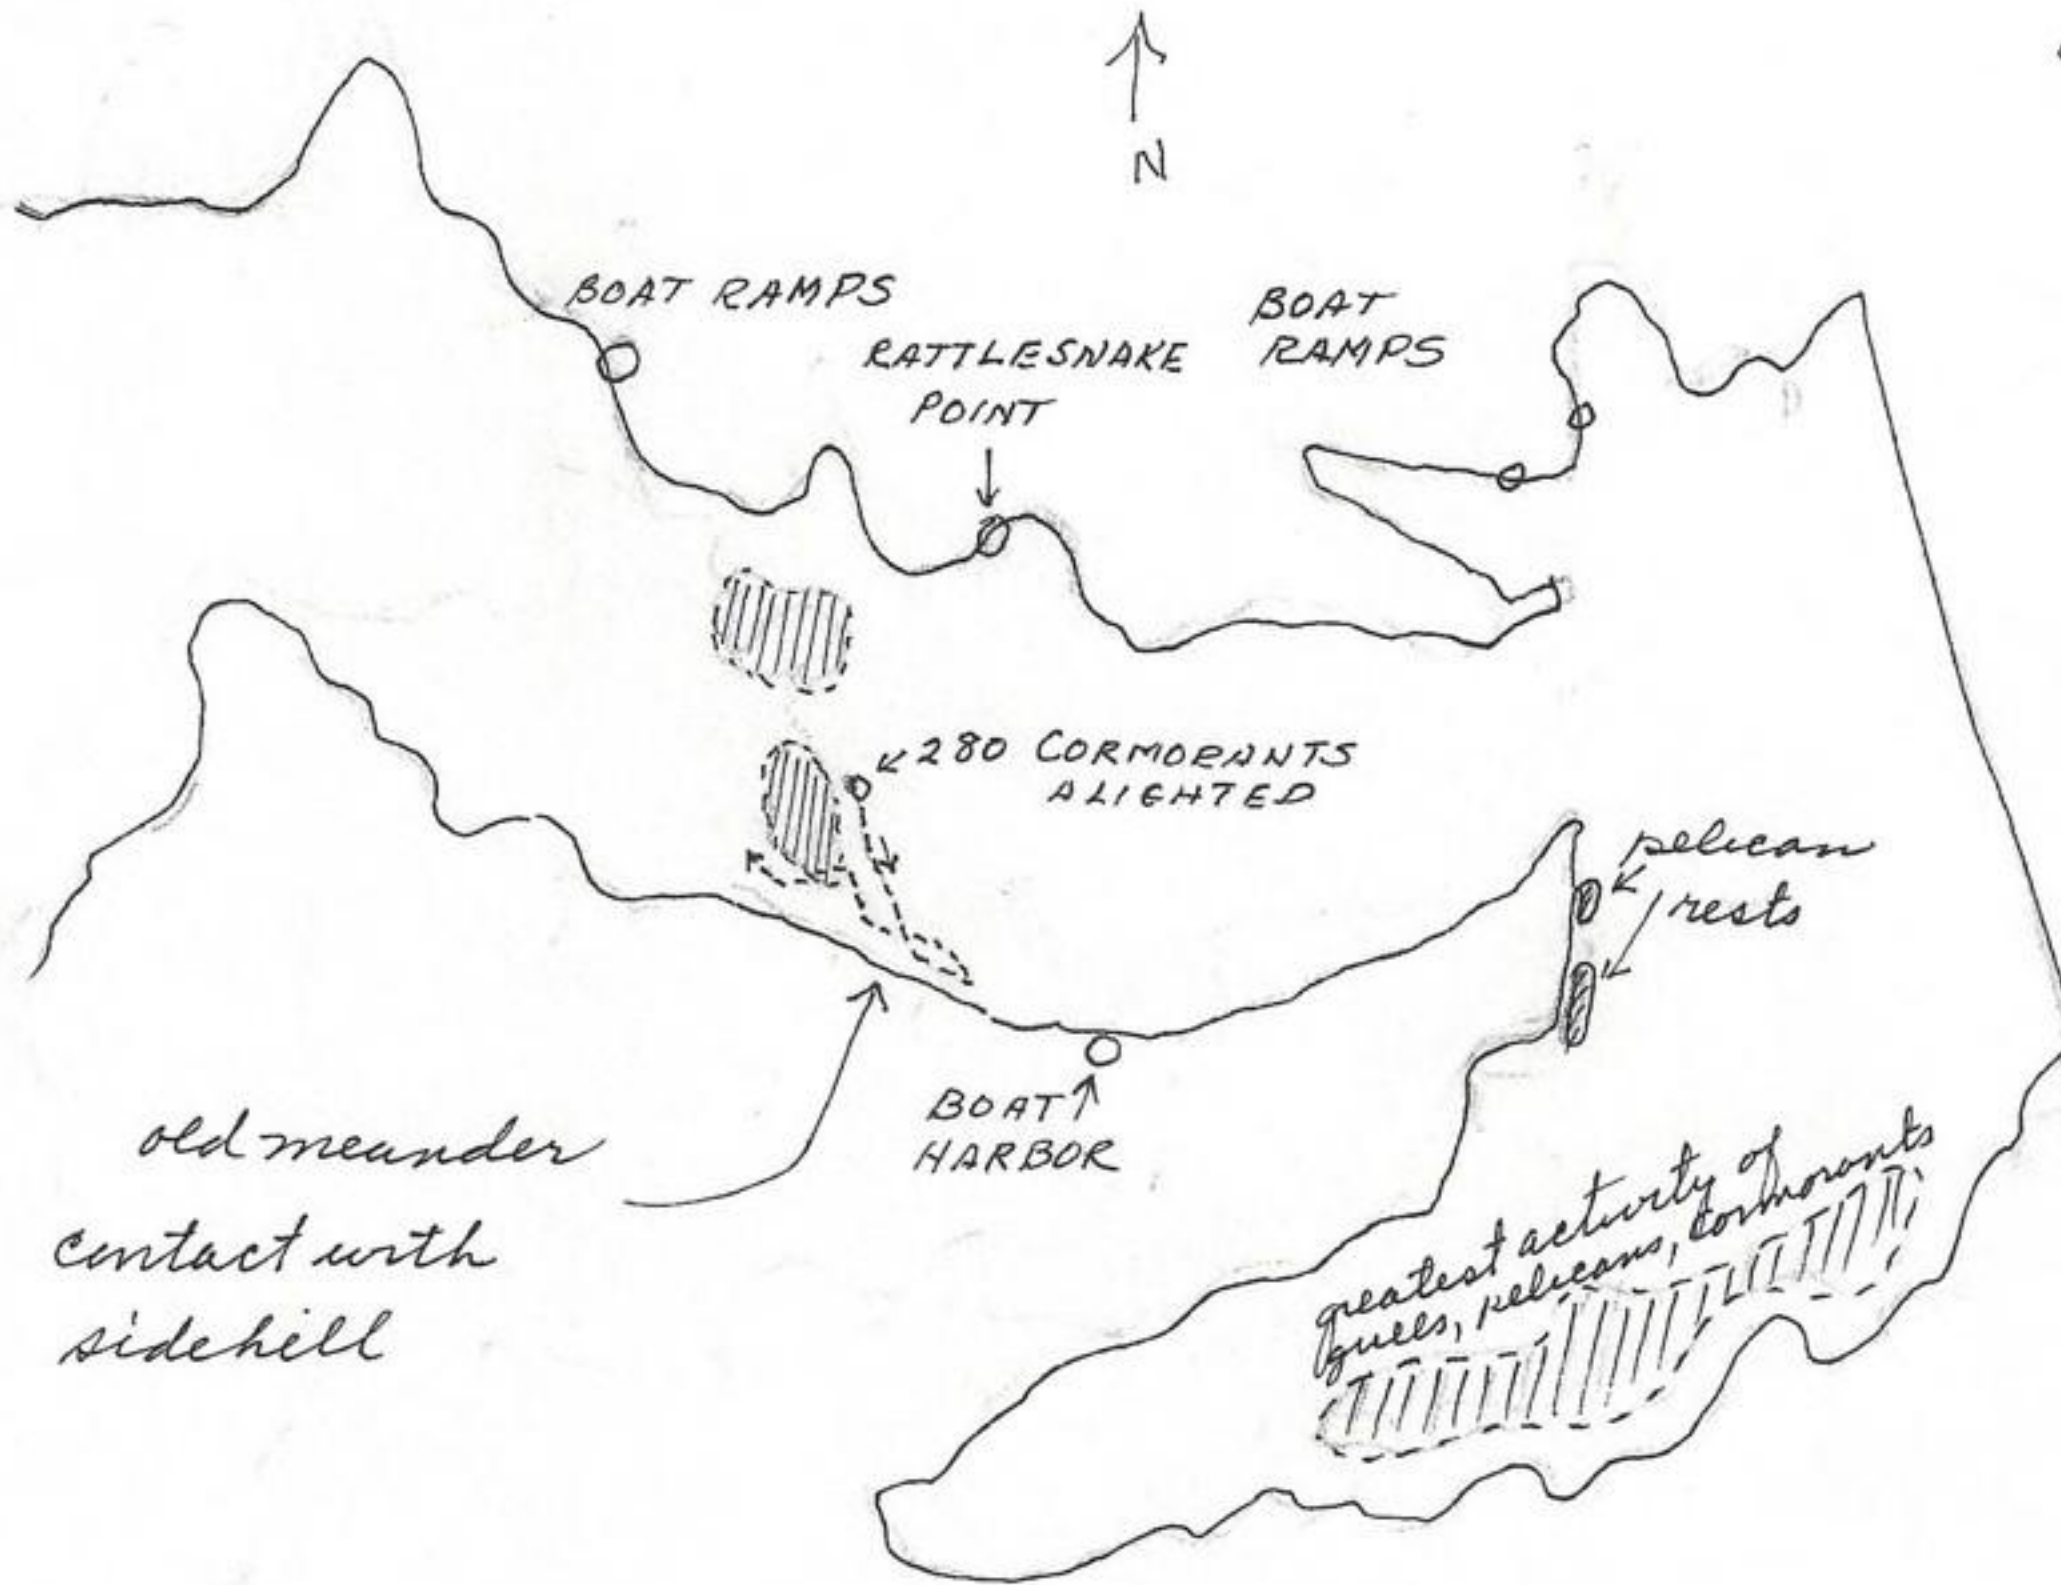 N
BOAT RAMPS
RATTLESNAKE
POINT
BOAT
RAMPS
280 CORMORANTS
ALIGHTED
pelican
rests
BOAT
HARBOR
old meander
contact with
sidehill
greatest activity of
gulls, pelicans, cormorants